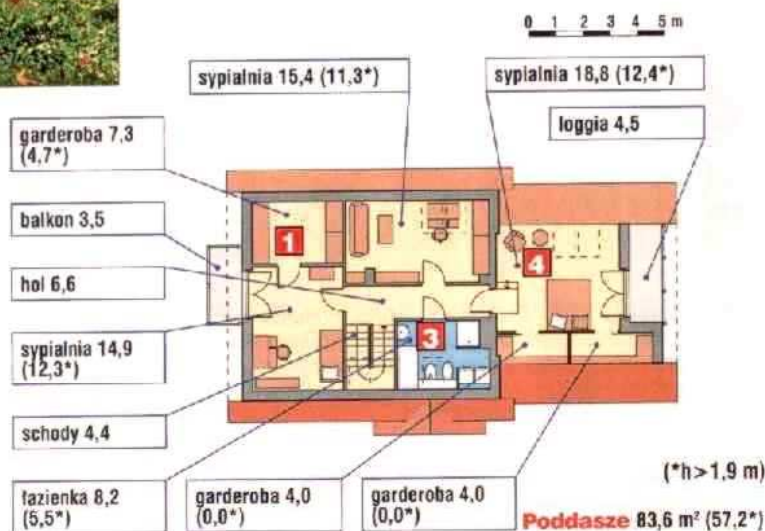 0 1 2 3 4 5 m
sypialnia 15,4 (11,3*)
sypialnia 18,8 (12,4*)
loggia 4,5
garderoba 7,3
(4,7*)
balkon 3,5
hol 6,6
sypialnia 14,9
(12,3*)
schody 4,4
łazienka 8,2
(5,5*)
garderoba 4,0
(0,0*)
garderoba 4,0
(0,0*)
1
4
3
(*h>1,9 m)
Poddasze 83,6 m² (57,2*)